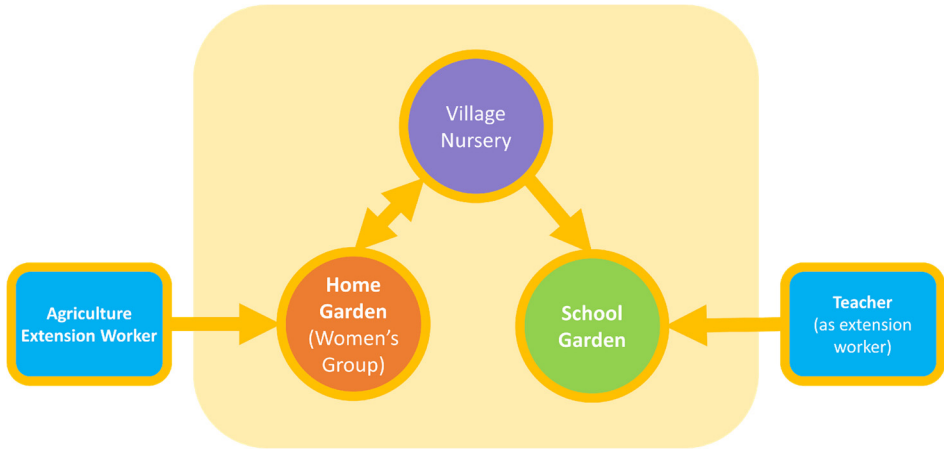 Village
Nursery
Home
Garden
(Women's
Group)
School
Garden
Agriculture
Extension Worker
Teacher
(as extension
worker)